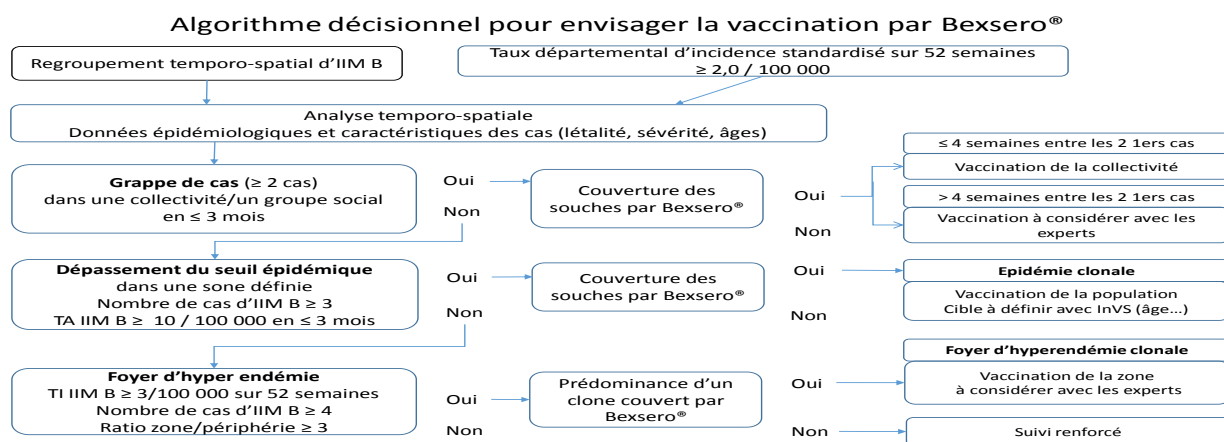 Algorithme décisionnel pour envisager la vaccination par Bexsero®
Regroupement temporo-spatial d'IIM B
Taux départemental d'incidence standardisé sur 52 semaines
≥ 2,0 / 100 000
Analyse temporo-spatiale
Données épidémiologiques et caractéristiques des cas (létalité, sévérité, âges)
Grappe de cas (≥ 2 cas)
dans une collectivité/un groupe social
en ≤ 3 mois
Oui
Non
Couverture des
souches par Bexsero®
Oui
Non
≤ 4 semaines entre les 2 1ers cas
Vaccination de la collectivité
> 4 semaines entre les 2 1ers cas
Vaccination à considérer avec les
experts
Dépassement du seuil épidémique
dans une sone définie
Nombre de cas d'IIM B ≥ 3
TA IIM B ≥ 10 / 100 000 en ≤ 3 mois
Oui
Non
Couverture des
souches par Bexsero®
Oui
Non
Epidémie clonale
Vaccination de la population
Cible à définir avec InVS (âge...)
Foyer d'hyper endémie
TI IIM B ≥ 3/100 000 sur 52 semaines
Nombre de cas d'IIM B ≥ 4
Ratio zone/périphérie ≥ 3
Oui
Non
Prédominance d'un
clone couvert par
Bexsero®
Oui
Non
Foyer d'hyperendémie clonale
Vaccination de la zone
à considérer avec les experts
Suivi renforcé